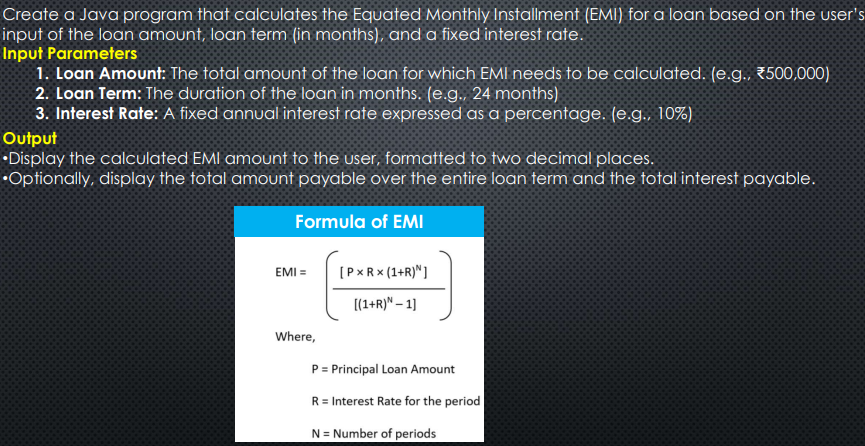 Create a Java program that calculates the Equated Monthly Installment (EMI) for a loan based on the user's
input of the loan amount, loan term (in months), and a fixed interest rate.
Input Parameters
1. Loan Amount: The total amount of the loan for which EMI needs to be calculated. (e.g., ₹500,000)
2. Loan Term: The duration of the loan in months. (e.g., 24 months)
3. Interest Rate: A fixed annual interest rate expressed as a percentage. (e.g., 10%)
Output
•Display the calculated EMI amount to the user, formatted to two decimal places.
•Optionally, display the total amount payable over the entire loan term and the total interest payable.
Formula of EMI
EMI =
[ P × R × (1+R)ᴺ ]
[(1+R)ᴺ – 1]
Where,
P = Principal Loan Amount
R = Interest Rate for the period
N = Number of periods